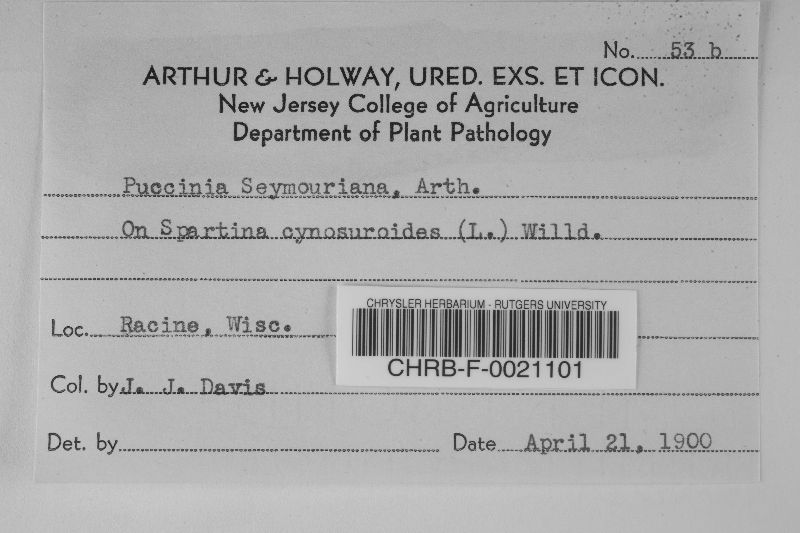 No. 53 b
ARTHUR & HOLWAY, URED. EXS. ET ICON.
New Jersey College of Agriculture
Department of Plant Pathology
Puccinia Seymouriana, Arth.
On Spartina cynosuroides (L.) Willd.
Loc. Racine, Wisc.
CHRYSLER HERBARIUM - RUTGERS UNIVERSITY
CHRB-F-0021101
Col. by J. J. Davis
Det. by
Date April 21, 1900